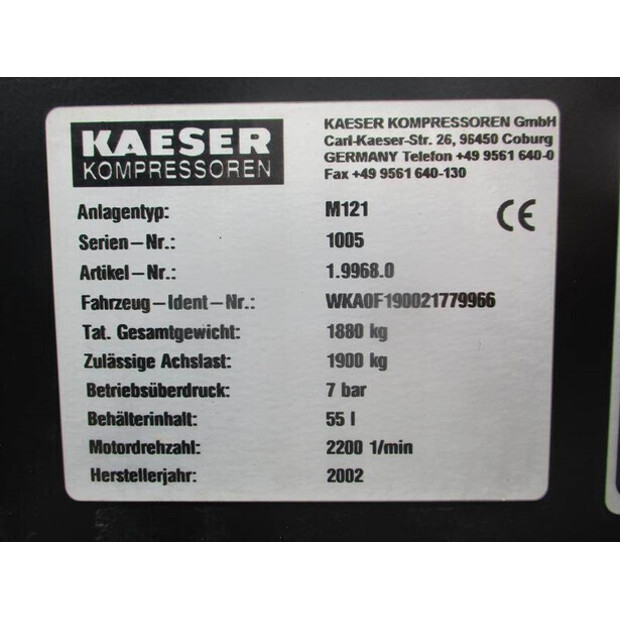 KAESER
KOMPRESSOREN
KAESER KOMPRESSOREN GmbH
Carl-Kaeser-Str. 26, 96450 Coburg
GERMANY Telefon +49 9561 640-0
Fax +49 9561 640-130
CE
Anlagentyp: M121
Serien-Nr.: 1005
Artikel-Nr.: 1.9968.0
Fahrzeug-Ident-Nr.: WKA0F190021779966
Tat. Gesamtgewicht: 1880 kg
Zulässige Achslast: 1900 kg
Betriebsüberdruck: 7 bar
Behälterinhalt: 55 l
Motordrehzahl: 2200 1/min
Herstellerjahr: 2002